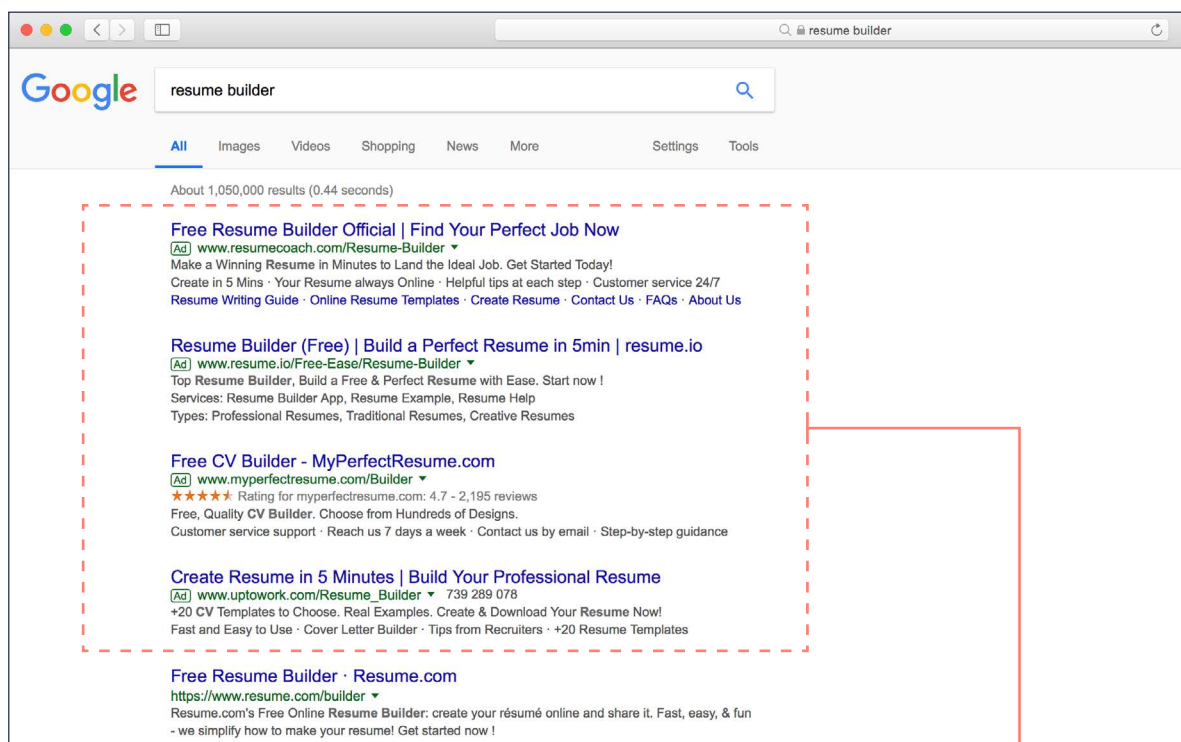 resume builder
Google
resume builder
All Images Videos Shopping News More Settings Tools
About 1,050,000 results (0.44 seconds)
Free Resume Builder Official | Find Your Perfect Job Now
Ad www.resumecoach.com/Resume-Builder
Make a Winning Resume in Minutes to Land the Ideal Job. Get Started Today!
Create in 5 Mins · Your Resume always Online · Helpful tips at each step · Customer service 24/7
Resume Writing Guide · Online Resume Templates · Create Resume · Contact Us · FAQs · About Us
Resume Builder (Free) | Build a Perfect Resume in 5min | resume.io
Ad www.resume.io/Free-Ease/Resume-Builder
Top Resume Builder, Build a Free & Perfect Resume with Ease. Start now !
Services: Resume Builder App, Resume Example, Resume Help
Types: Professional Resumes, Traditional Resumes, Creative Resumes
Free CV Builder - MyPerfectResume.com
Ad www.myperfectresume.com/Builder
Rating for myperfectresume.com: 4.7 - 2,195 reviews
Free, Quality CV Builder. Choose from Hundreds of Designs.
Customer service support · Reach us 7 days a week · Contact us by email · Step-by-step guidance
Create Resume in 5 Minutes | Build Your Professional Resume
Ad www.uptowork.com/Resume_Builder 739 289 078
+20 CV Templates to Choose. Real Examples. Create & Download Your Resume Now!
Fast and Easy to Use · Cover Letter Builder · Tips from Recruiters · +20 Resume Templates
Free Resume Builder · Resume.com
https://www.resume.com/builder
Resume.com's Free Online Resume Builder: create your résumé online and share it. Fast, easy, & fun
- we simplify how to make your resume! Get started now !